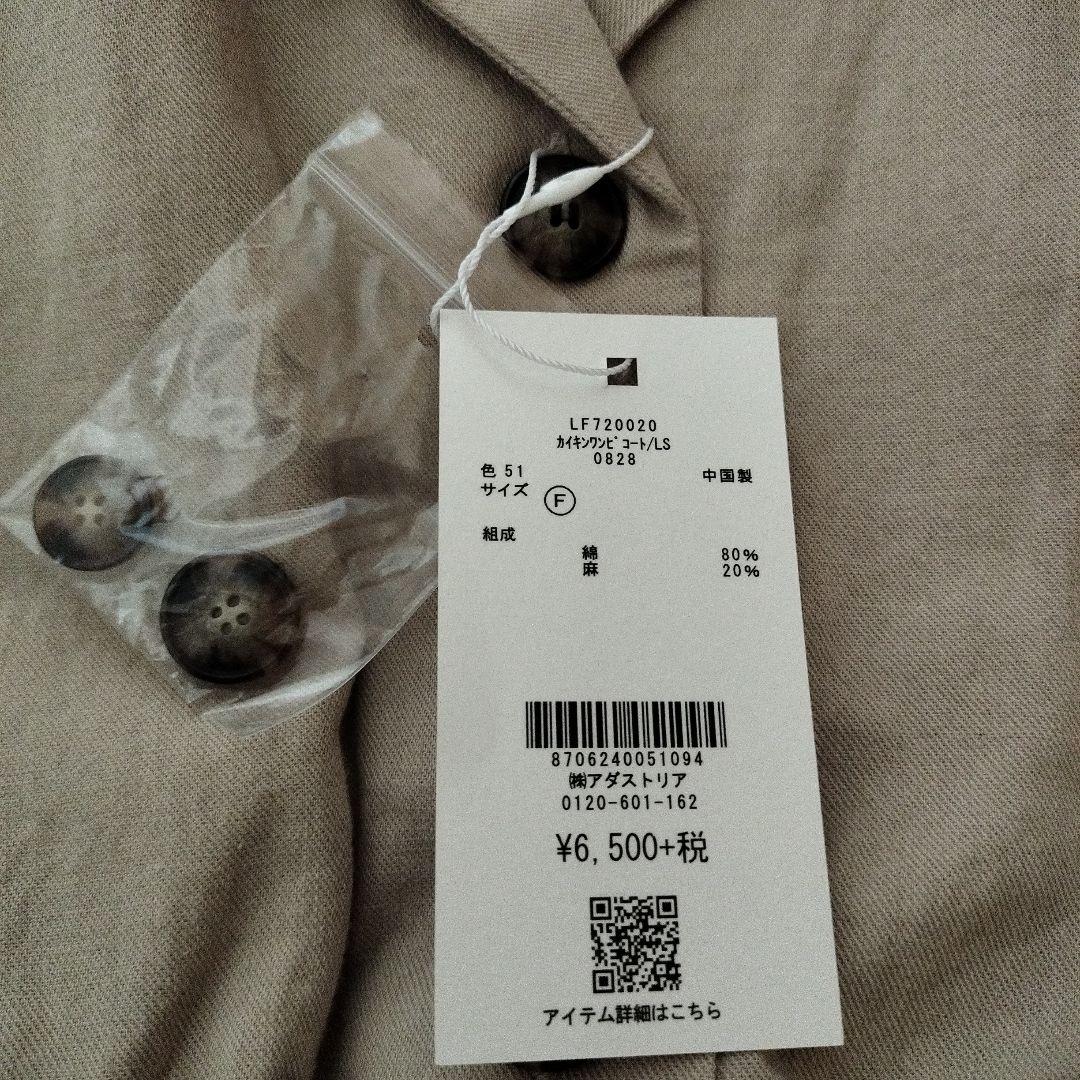 LF720020
ｶｲｷﾝﾜﾝﾋﾟｺｰﾄ/LS
0828
色 51 中国製
サイズ Ⓕ
組成
綿 80%
麻 20%
8706240051094
㈱アダストリア
0120-601-162
¥6,500+税
アイテム詳細はこちら